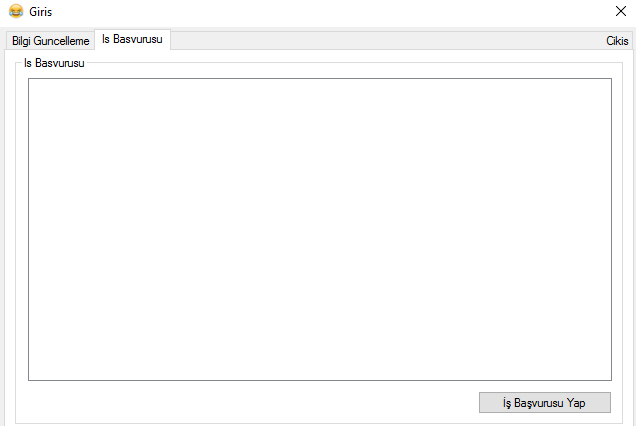 Giris
Bilgi Guncelleme Is Basvurusu Cikis
Is Basvurusu
İş Başvurusu Yap